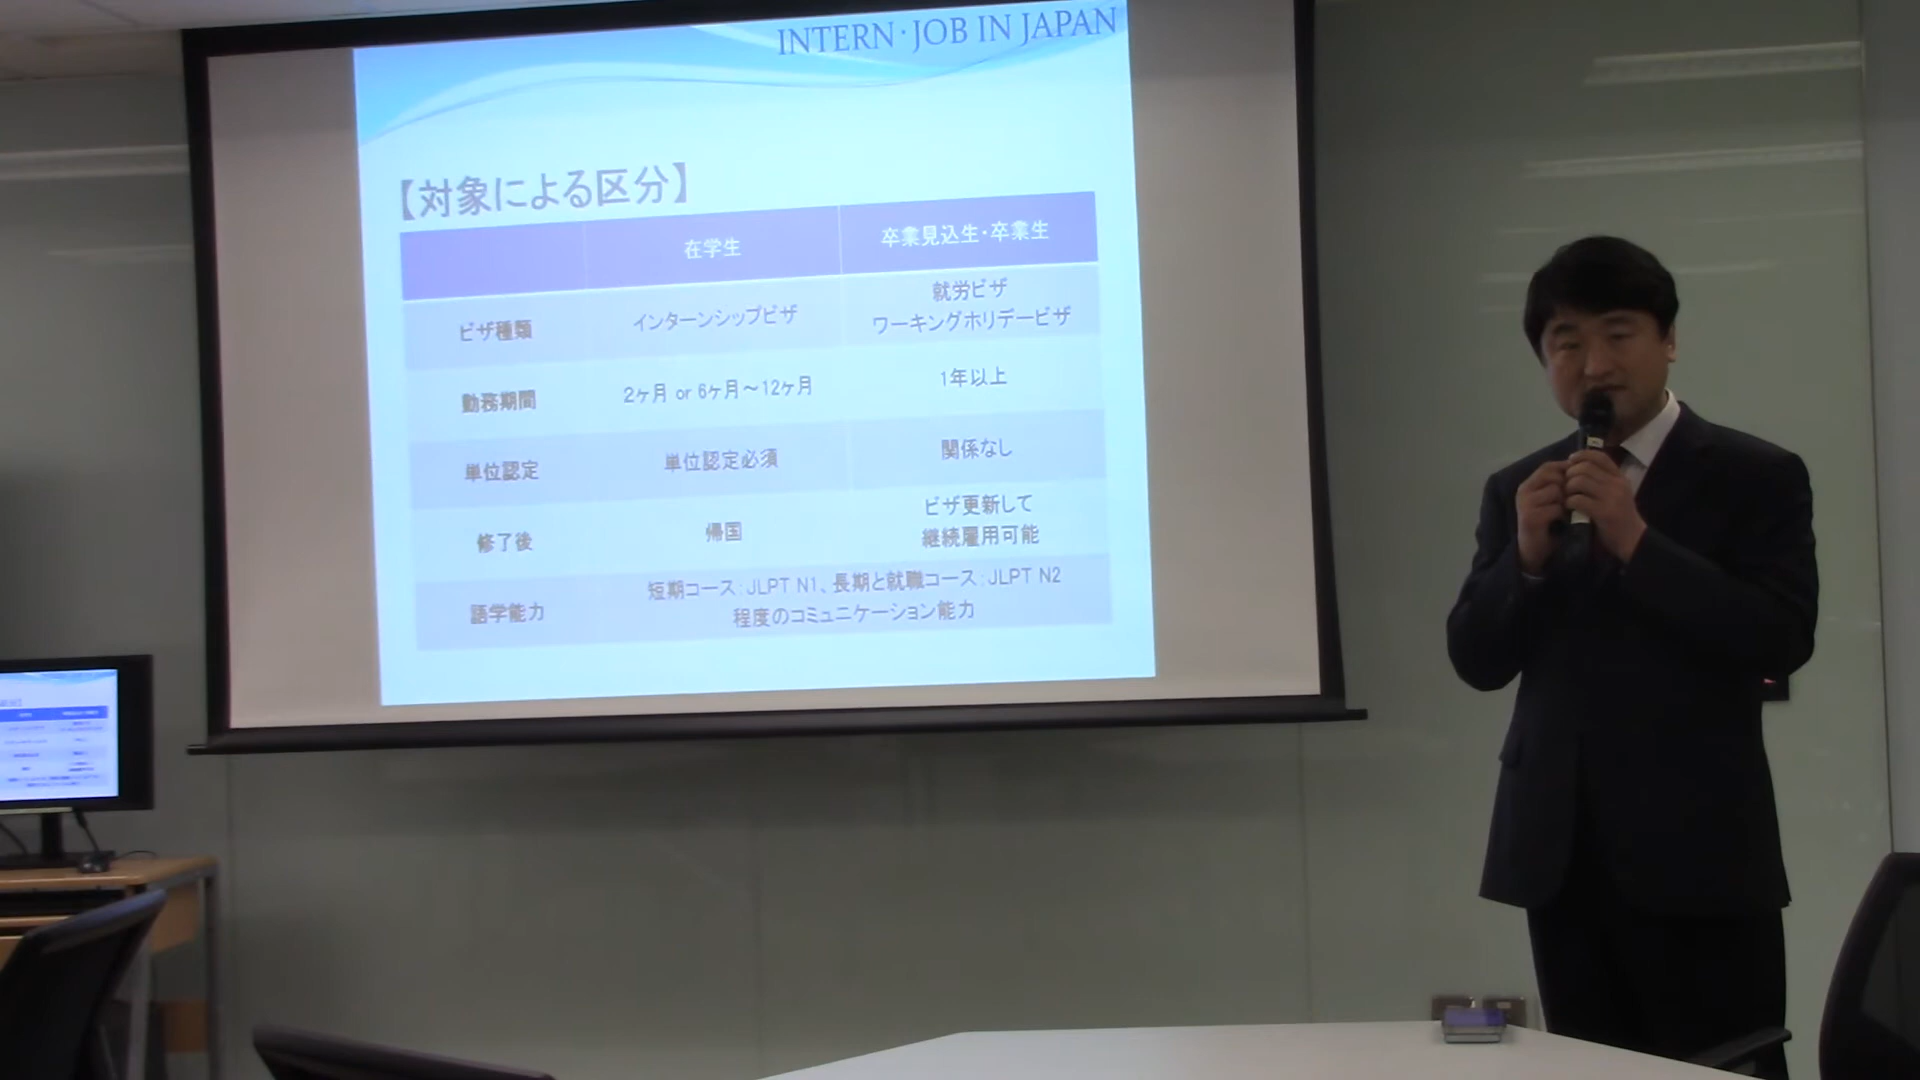 INTERN・JOB IN JAPAN
【対象による区分】
在学生
卒業見込生・卒業生
ビザ種類
インターンシップビザ
就労ビザ
ワーキングホリデービザ
勤務期間
2ヶ月 or 6ヶ月～12ヶ月
1年以上
単位認定
単位認定必須
関係なし
修了後
帰国
ビザ更新して
継続雇用可能
語学能力
短期コース：JLPT N1、長期と就職コース：JLPT N2
程度のコミュニケーション能力